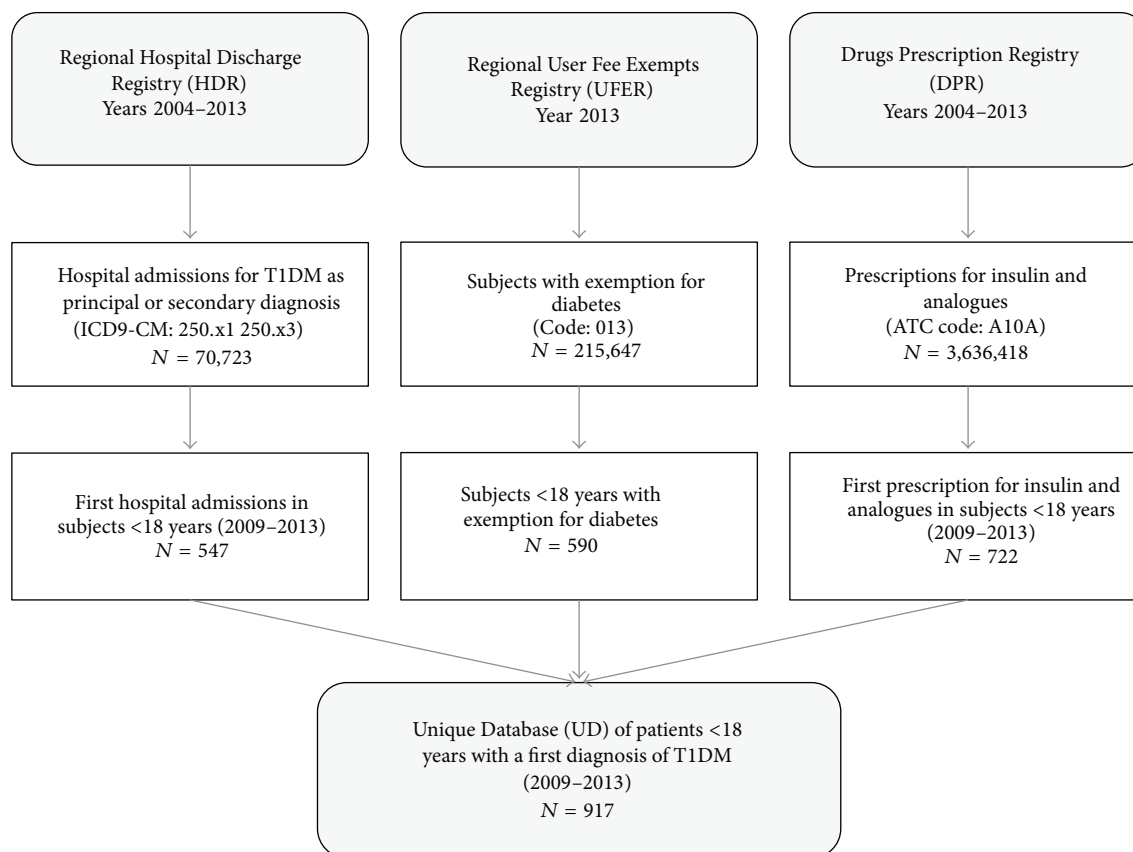 Regional Hospital Discharge
Registry (HDR)
Years 2004–2013
Regional User Fee Exempts
Registry (UFER)
Year 2013
Drugs Prescription Registry
(DPR)
Years 2004–2013
Hospital admissions for T1DM as
principal or secondary diagnosis
(ICD9-CM: 250.x1 250.x3)
N = 70,723
Subjects with exemption for
diabetes
(Code: 013)
N = 215,647
Prescriptions for insulin and
analogues
(ATC code: A10A)
N = 3,636,418
First hospital admissions in
subjects <18 years (2009–2013)
N = 547
Subjects <18 years with
exemption for diabetes
N = 590
First prescription for insulin and
analogues in subjects <18 years
(2009–2013)
N = 722
Unique Database (UD) of patients <18
years with a first diagnosis of T1DM
(2009–2013)
N = 917